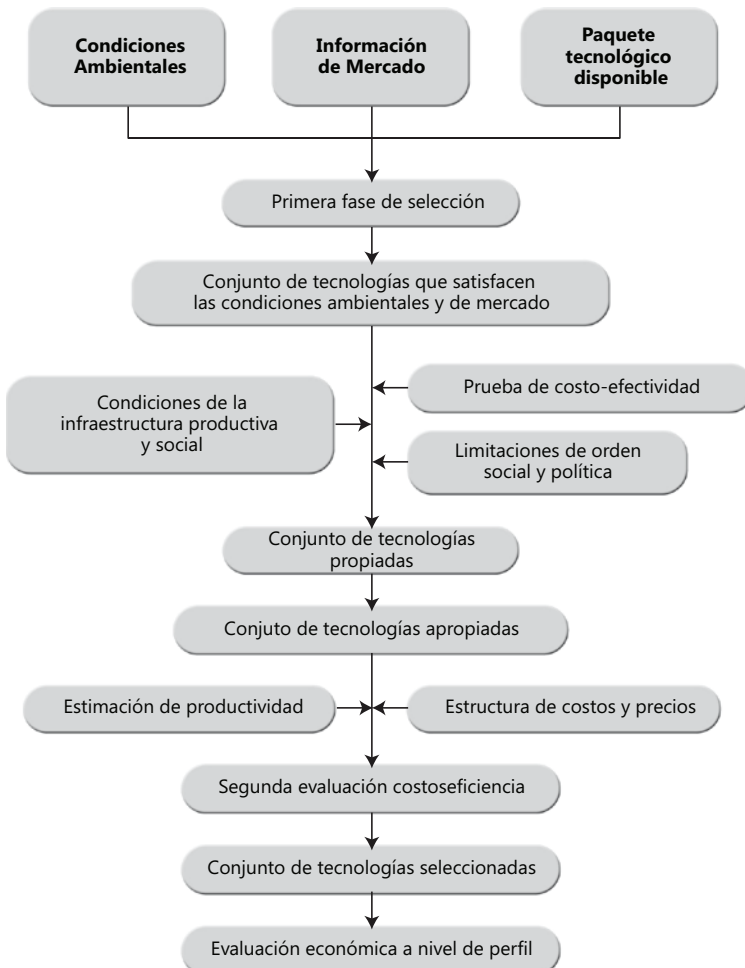 Condiciones
Ambientales
Información
de Mercado
Paquete
tecnológico
disponible
Primera fase de selección
Conjunto de tecnologías que satisfacen
las condiciones ambientales y de mercado
Prueba de costo-efectividad
Condiciones de la
infraestructura productiva
y social
Limitaciones de orden
social y política
Conjunto de tecnologías
propiadas
Conjuto de tecnologías apropiadas
Estimación de productividad
Estructura de costos y precios
Segunda evaluación costoseficiencia
Conjunto de tecnologías seleccionadas
Evaluación económica a nivel de perfil